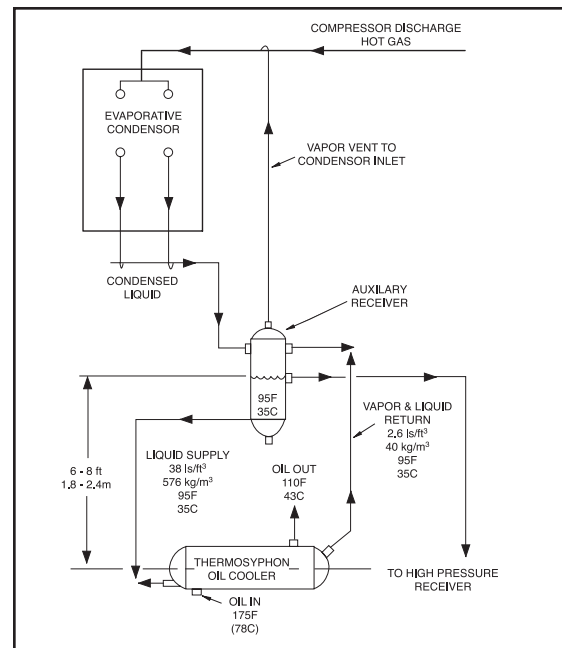 COMPRESSOR DISCHARGE
HOT GAS
EVAPORATIVE
CONDENSOR
VAPOR VENT TO
CONDENSOR INLET
CONDENSED
LIQUID
AUXILARY
RECEIVER
95F
35C
6 - 8 ft
1.8 - 2.4m
LIQUID SUPPLY
38 ls/ft³
576 kg/m³
95F
35C
OIL OUT
110F
43C
VAPOR & LIQUID
RETURN
2.6 ls/ft³
40 kg/m³
95F
35C
THERMOSYPHON
OIL COOLER
TO HIGH PRESSURE
RECEIVER
OIL IN
175F
(78C)